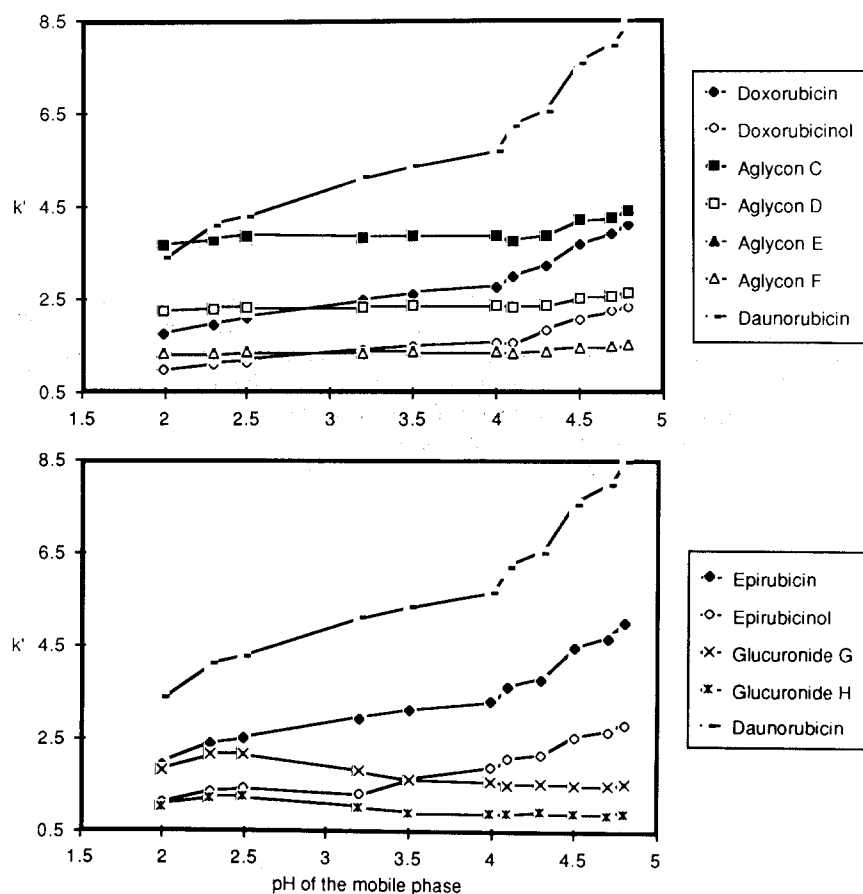 8.5
6.5
k'
4.5
2.5
0.5
1.5 2 2.5 3 3.5 4 4.5 5
Doxorubicin
Doxorubicinol
Aglycon C
Aglycon D
Aglycon E
Aglycon F
Daunorubicin
8.5
6.5
k'
4.5
2.5
0.5
1.5 2 2.5 3 3.5 4 4.5 5
pH of the mobile phase
Epirubicin
Epirubicinol
Glucuronide G
Glucuronide H
Daunorubicin